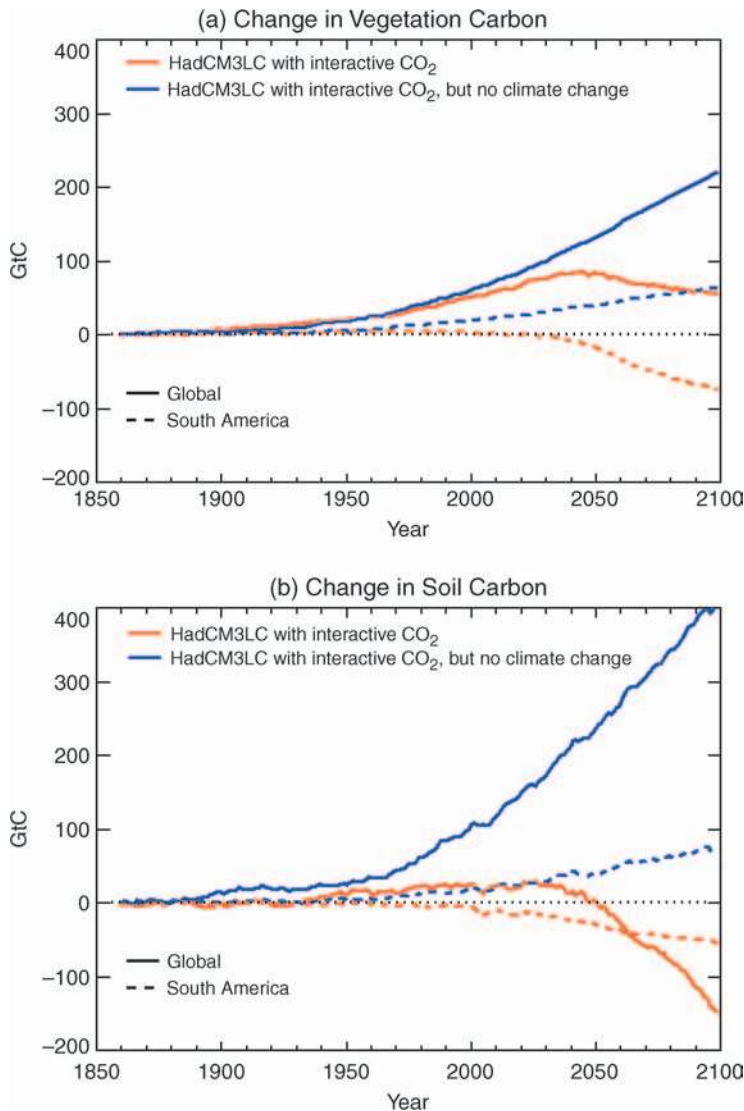 (a) Change in Vegetation Carbon
400
HadCM3LC with interactive CO₂
HadCM3LC with interactive CO₂, but no climate change
300
200
GtC
100
0
Global
−100
South America
−200
1850 1900 1950 2000 2050 2100
Year
(b) Change in Soil Carbon
400
HadCM3LC with interactive CO₂
HadCM3LC with interactive CO₂, but no climate change
300
200
GtC
100
0
Global
−100
South America
−200
1850 1900 1950 2000 2050 2100
Year